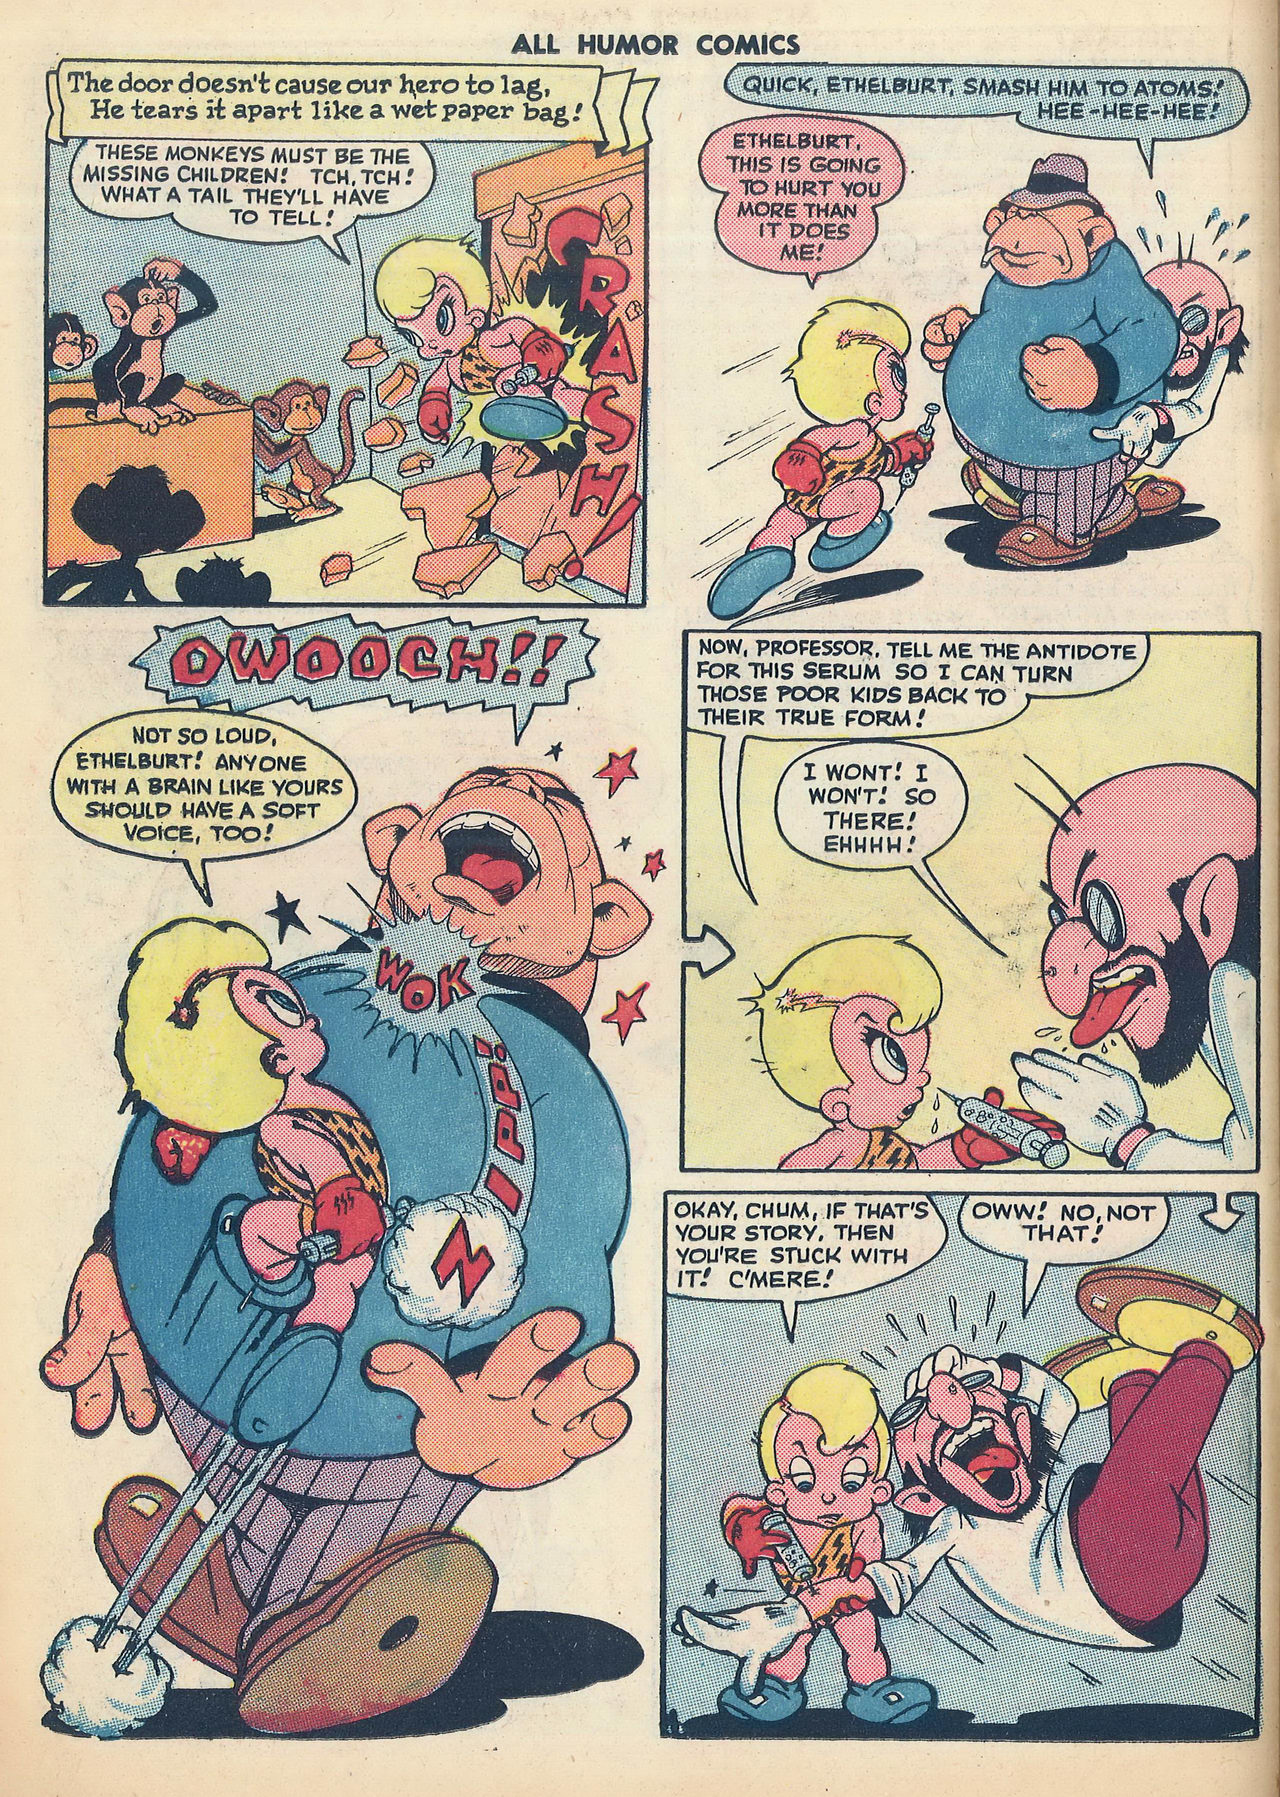 ALL HUMOR COMICS
The door doesn't cause our hero to lag,
He tears it apart like a wet paper bag!
THESE MONKEYS MUST BE THE
MISSING CHILDREN! TCH, TCH!
WHAT A TAIL THEY'LL HAVE
TO TELL!
CRASH!
QUICK, ETHELBURT, SMASH HIM TO ATOMS!
HEE-HEE-HEE!
ETHELBURT,
THIS IS GOING
TO HURT YOU
MORE THAN
IT DOES
ME!
OWOOCH!!
NOT SO LOUD,
ETHELBURT! ANYONE
WITH A BRAIN LIKE YOURS
SHOULD HAVE A SOFT
VOICE, TOO!
WOK
ZIPP!
NOW, PROFESSOR, TELL ME THE ANTIDOTE
FOR THIS SERUM SO I CAN TURN
THOSE POOR KIDS BACK TO
THEIR TRUE FORM!
I WONT! I
WON'T! SO
THERE!
EHHHH!
OKAY, CHUM, IF THAT'S
YOUR STORY, THEN
YOU'RE STUCK WITH
IT! C'MERE!
OWW! NO, NOT
THAT!